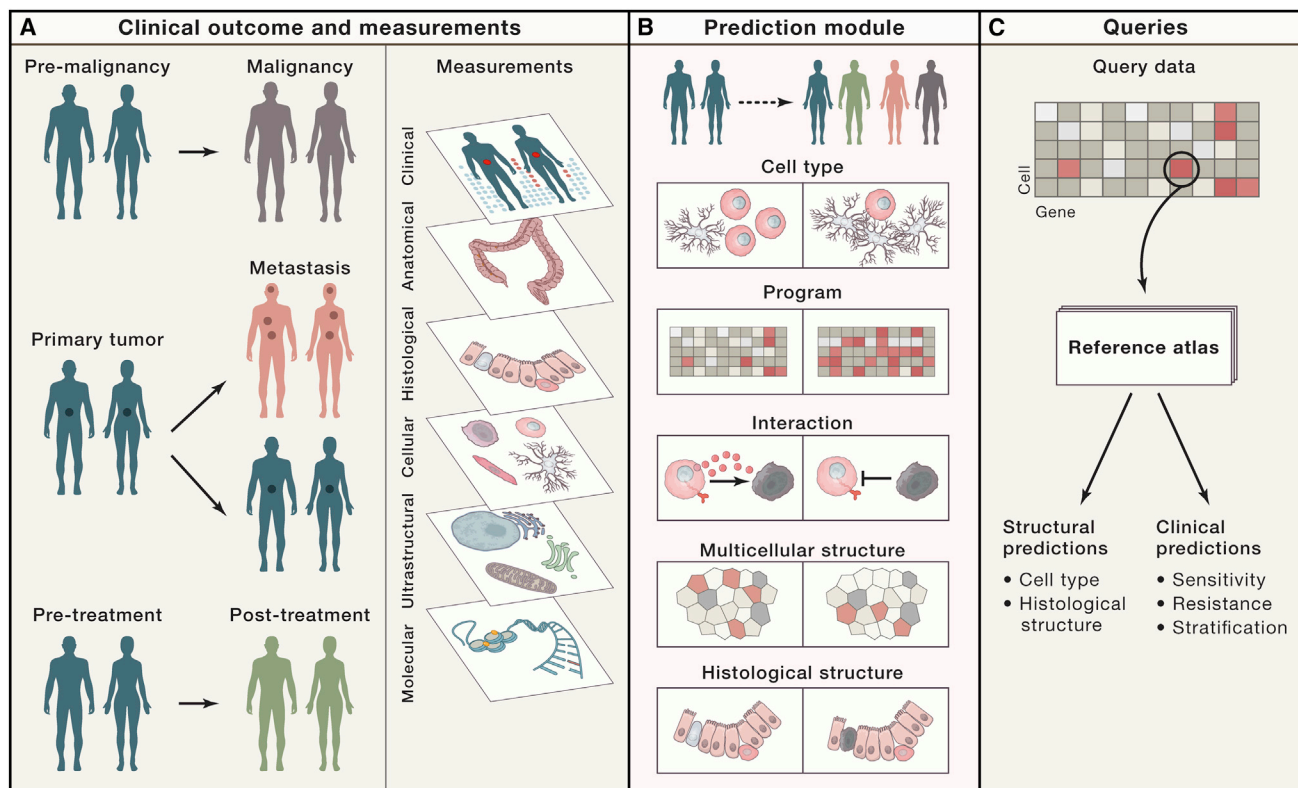 A Clinical outcome and measurements
Pre-malignancy
Malignancy
Metastasis
Primary tumor
Pre-treatment
Post-treatment
Measurements
Clinical
Anatomical
Histological
Cellular
Ultrastructural
Molecular
B Prediction module
Cell type
Program
Interaction
Multicellular structure
Histological structure
C Queries
Query data
Cell
Gene
Reference atlas
Structural
predictions
• Cell type
• Histological
structure
Clinical
predictions
• Sensitivity
• Resistance
• Stratification